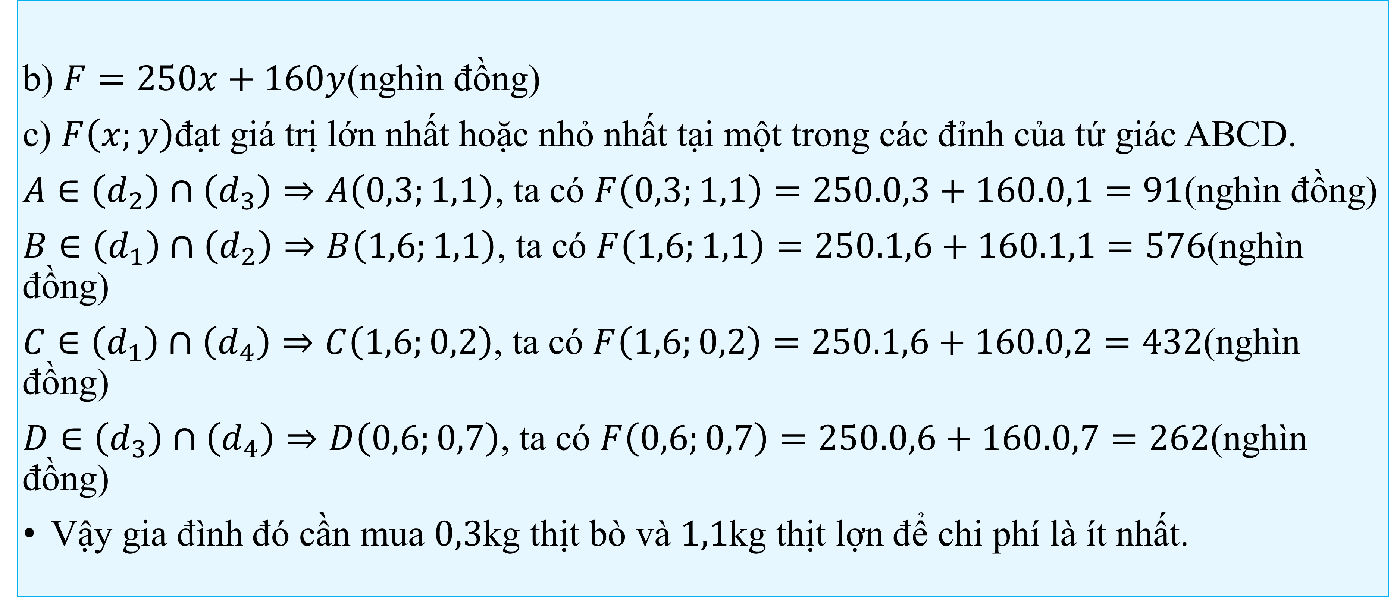 b) 𝐹 = 250𝑥 + 160𝑦(nghìn đồng)
c) 𝐹(𝑥; 𝑦)đạt giá trị lớn nhất hoặc nhỏ nhất tại một trong các đỉnh của tứ giác ABCD.
𝐴 ∈ (𝑑₂) ∩ (𝑑₃) ⇒ 𝐴(0,3; 1,1), ta có 𝐹(0,3; 1,1) = 250.0,3 + 160.0,1 = 91(nghìn đồng)
𝐵 ∈ (𝑑₁) ∩ (𝑑₂) ⇒ 𝐵(1,6; 1,1), ta có 𝐹(1,6; 1,1) = 250.1,6 + 160.1,1 = 576(nghìn
đồng)
𝐶 ∈ (𝑑₁) ∩ (𝑑₄) ⇒ 𝐶(1,6; 0,2), ta có 𝐹(1,6; 0,2) = 250.1,6 + 160.0,2 = 432(nghìn
đồng)
𝐷 ∈ (𝑑₃) ∩ (𝑑₄) ⇒ 𝐷(0,6; 0,7), ta có 𝐹(0,6; 0,7) = 250.0,6 + 160.0,7 = 262(nghìn
đồng)
• Vậy gia đình đó cần mua 0,3kg thịt bò và 1,1kg thịt lợn để chi phí là ít nhất.